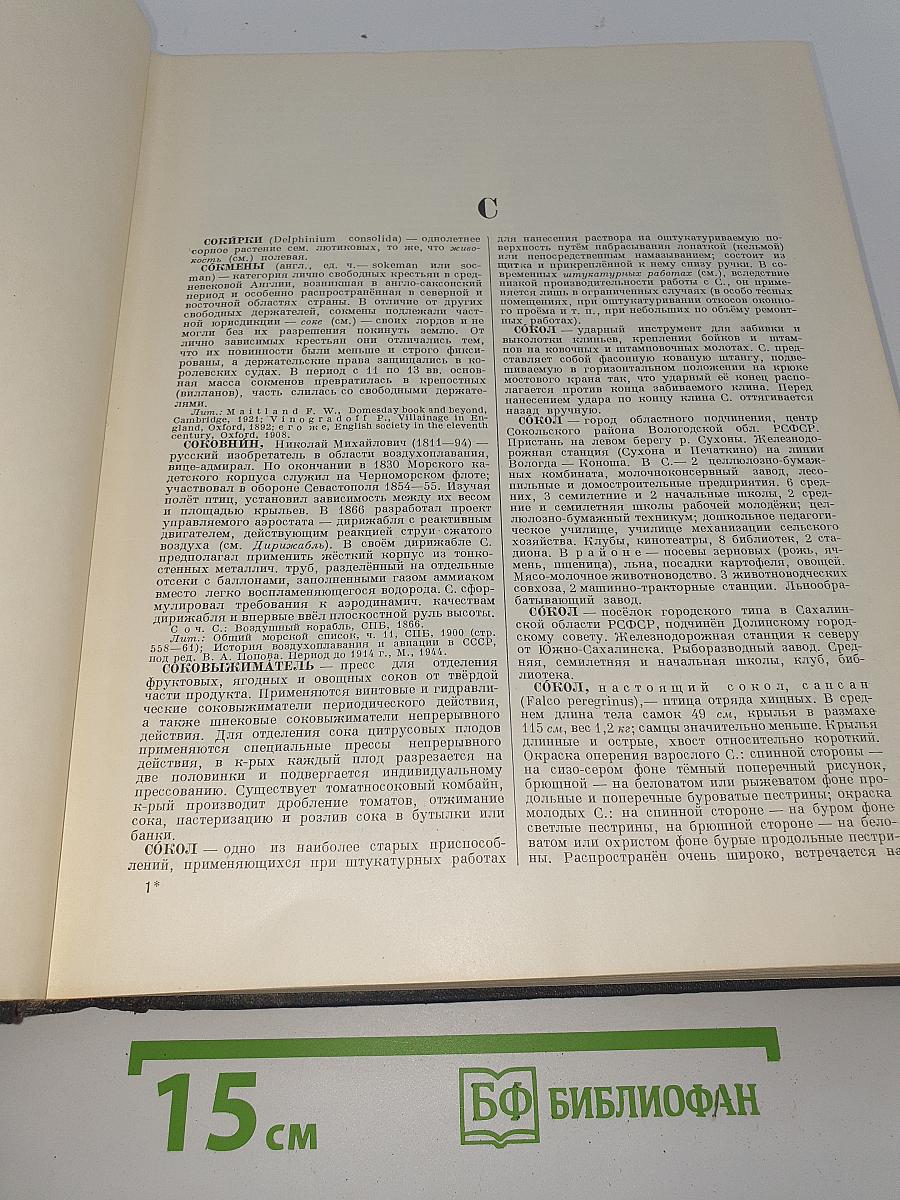 С
СОКИ́РКИ (Delphinium consolida) — однолетнее
сорное растение сем. лютиковых, то же, что живо-
кость (см.) полевая.
СО́КМЕНЫ (англ., ед. ч.— sokeman или soc-
man) — категория лично свободных крестьян в сред-
невековой Англии, возникшая в англо-саксонский
период и особенно распространённая в северной и
восточной областях страны. В отличие от других
свободных держателей, сокмены подлежали част-
ной юрисдикции — соке (см.) — своих лордов и не
могли без их разрешения покинуть землю. От
лично зависимых крестьян они отличались тем,
что их повинности были меньше и строго фикси-
рованы, а держательские права защищались в ко-
ролевских судах. В период с 11 по 13 вв. основ-
ная масса сокменов превратилась в крепостных
(вилланов), часть слилась со свободными держате-
лями.
Лит.: Maitland F. W., Domesday book and beyond,
Cambridge, 1921; Vinogradoff P., Villainage in En-
gland, Oxford, 1892; его же, English society in the eleventh
century, Oxford, 1908.
СОКОВНИ́Н, Николай Михайлович (1811—94) —
русский изобретатель в области воздухоплавания,
вице-адмирал. По окончании в 1830 Морского ка-
детского корпуса служил на Черноморском флоте;
участвовал в обороне Севастополя 1854—55. Изучая
полёт птиц, установил зависимость между их весом
и площадью крыльев. В 1866 разработал проект
управляемого аэростата — дирижабля с реактивным
двигателем, действующим реакцией струи сжатого
воздуха (см. Дирижабль). В своём дирижабле С.
предполагал применить жёсткий корпус из тонко-
стенных металлич. труб, разделённый на отдельные
отсеки с баллонами, заполненными газом аммиаком
вместо легко воспламеняющегося водорода. С. сфор-
мулировал требования к аэродинамич. качествам
дирижабля и впервые ввёл плоскостной руль высоты.
Соч. С.: Воздушный корабль, СПБ, 1866.
Лит.: Общий морской список, ч. 11, СПБ, 1900 (стр.
558—61); История воздухоплавания и авиации в СССР,
под ред. В. А. Попова. Период до 1914 г., М., 1944.
СОКОВЫЖИМА́ТЕЛЬ — пресс для отделения
фруктовых, ягодных и овощных соков от твёрдой
части продукта. Применяются винтовые и гидравли-
ческие соковыжиматели периодического действия,
а также шнековые соковыжиматели непрерывного
действия. Для отделения сока цитрусовых плодов
применяются специальные прессы непрерывного
действия, в к-рых каждый плод разрезается на
две половинки и подвергается индивидуальному
прессованию. Существует томатносоковый комбайн,
к-рый производит дробление томатов, отжимание
сока, пастеризацию и розлив сока в бутылки или
банки.
СО́КОЛ — одно из наиболее старых приспособ-
лений, применяющихся при штукатурных работах
1*
для нанесения раствора на оштукатуриваемую по-
верхность путём набрасывания лопаткой (кельмой)
или непосредственным намазыванием; состоит из
щитка и прикреплённой к нему снизу ручки. В со-
временных штукатурных работах (см.), вследствие
низкой производительности работы с С., он приме-
няется лишь в ограниченных случаях (в особо тесных
помещениях, при оштукатуривании откосов оконно-
го проёма и т. п., при небольших по объёму ремонт-
ных работах).
СО́КОЛ — ударный инструмент для забивки и
выколотки клиньев, крепления бойков и штам-
пов на ковочных и штамповочных молотах. С. пред-
ставляет собой фасонную кованую штангу, подве-
шиваемую в горизонтальном положении на крюке
мостового крана так, что ударный её конец распо-
лагается против конца забиваемого клина. Перед
нанесением удара по концу клина С. оттягивается
назад вручную.
СО́КОЛ — город областного подчинения, центр
Сокольского района Вологодской обл. РСФСР.
Пристань на левом берегу р. Сухоны. Железнодо-
рожная станция (Сухона и Печаткино) на линии
Вологда — Коноша. В С.— 2 целлюлозно-бумаж-
ных комбината, молочноконсервный завод, лесо-
пильные и домостроительные предприятия. 6 сред-
них, 3 семилетние и 2 начальные школы, 2 сред-
ние и семилетняя школы рабочей молодёжи; цел-
люлозно-бумажный техникум; дошкольное педагоги-
ческое училище, училище механизации сельского
хозяйства. Клубы, кинотеатры, 8 библиотек, 2 ста-
диона. В районе — посевы зерновых (рожь, яч-
мень, пшеница), льна, посадки картофеля, овощей.
Мясо-молочное животноводство. 3 животноводческих
совхоза, 2 машинно-тракторные станции. Льнообра-
батывающий завод.
СО́КОЛ — посёлок городского типа в Сахалин-
ской области РСФСР, подчинён Долинскому город-
скому совету. Железнодорожная станция к северу
от Южно-Сахалинска. Рыборазводный завод. Сред-
няя, семилетняя и начальная школы, клуб, биб-
лиотека.
СО́КОЛ, настоящий сокол, сапсан
(Falco peregrinus),— птица отряда хищных. В сред-
нем длина тела самок 49 см, крылья в размахе
115 см, вес 1,2 кг; самцы значительно меньше. Крылья
длинные и острые, хвост относительно короткий.
Окраска оперения взрослого С.: спинной стороны —
на сизо-сером фоне тёмный поперечный рисунок,
брюшной — на беловатом или рыжеватом фоне про-
дольные и поперечные буроватые пестрины; окраска
молодых С.: на спинной стороне — на буром фоне
светлые пестрины, на брюшной стороне — на бело-
ватом или охристом фоне бурые продольные пестри-
ны. Распространён очень широко, встречается на
15 см
БФ БИБЛИОФАН